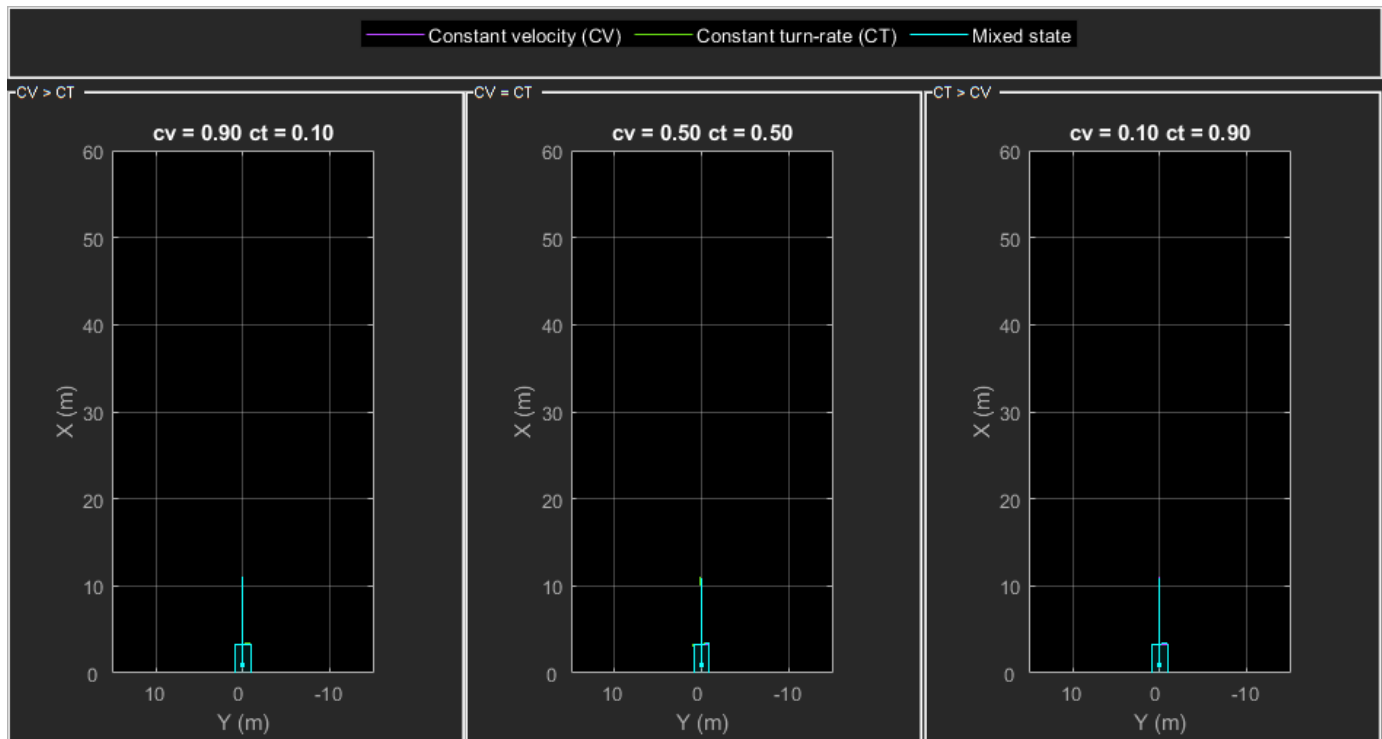 Constant velocity (CV) Constant turn-rate (CT) Mixed state
CV > CT
cv = 0.90 ct = 0.10
60
50
40
30
20
10
0
X (m)
10 0 -10
Y (m)
CV = CT
cv = 0.50 ct = 0.50
60
50
40
30
20
10
0
X (m)
10 0 -10
Y (m)
CT > CV
cv = 0.10 ct = 0.90
60
50
40
30
20
10
0
X (m)
10 0 -10
Y (m)